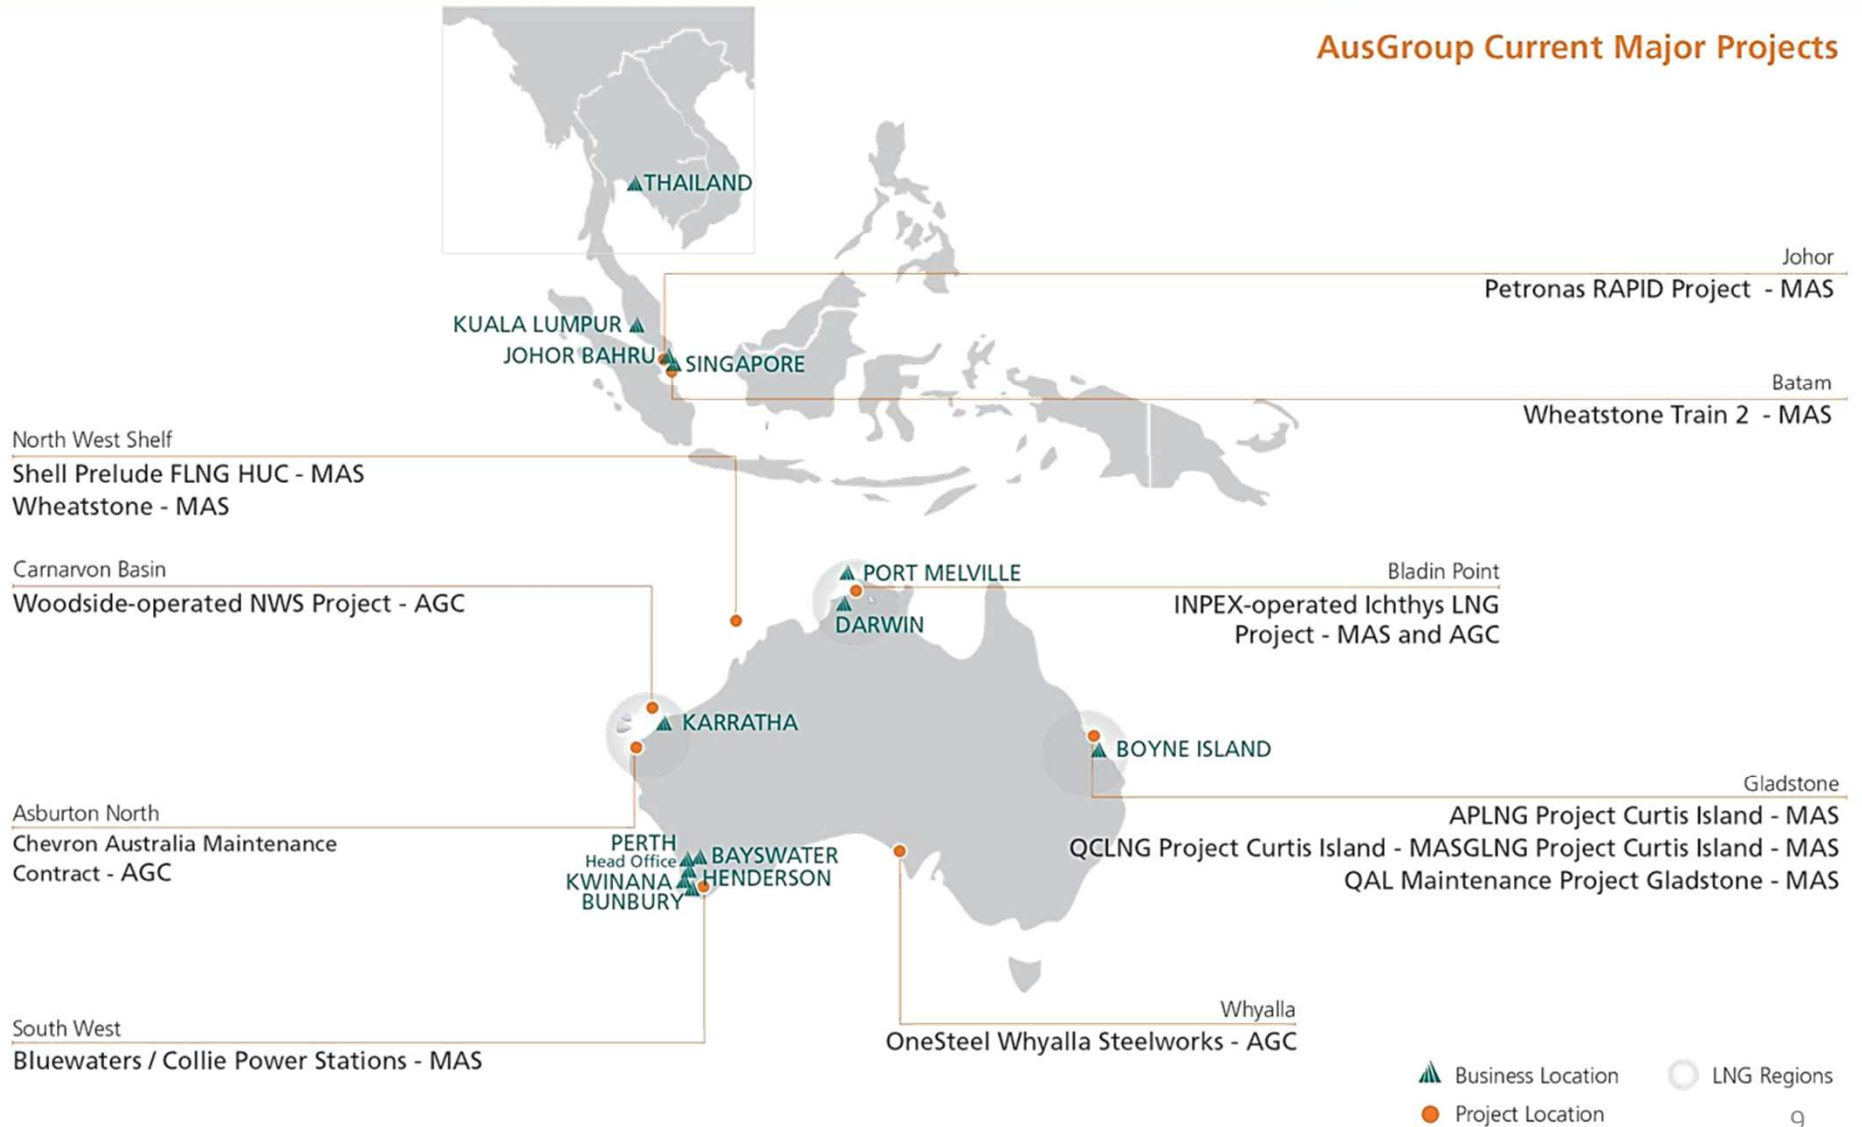 AusGroup Current Major Projects
THAILAND
Johor
Petronas RAPID Project - MAS
KUALA LUMPUR
JOHOR BAHRU
SINGAPORE
Batam
Wheatstone Train 2 - MAS
North West Shelf
Shell Prelude FLNG HUC - MAS
Wheatstone - MAS
Carnarvon Basin
Woodside-operated NWS Project - AGC
PORT MELVILLE
DARWIN
Bladin Point
INPEX-operated Ichthys LNG
Project - MAS and AGC
KARRATHA
BOYNE ISLAND
Gladstone
APLNG Project Curtis Island - MAS
QCLNG Project Curtis Island - MASGLNG Project Curtis Island - MAS
QAL Maintenance Project Gladstone - MAS
Asburton North
Chevron Australia Maintenance
Contract - AGC
PERTH
Head Office
BAYSWATER
HENDERSON
KWINANA
BUNBURY
South West
Bluewaters / Collie Power Stations - MAS
Whyalla
OneSteel Whyalla Steelworks - AGC
Business Location
LNG Regions
Project Location
9